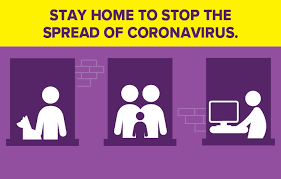 STAY HOME TO STOP THE
SPREAD OF CORONAVIRUS.